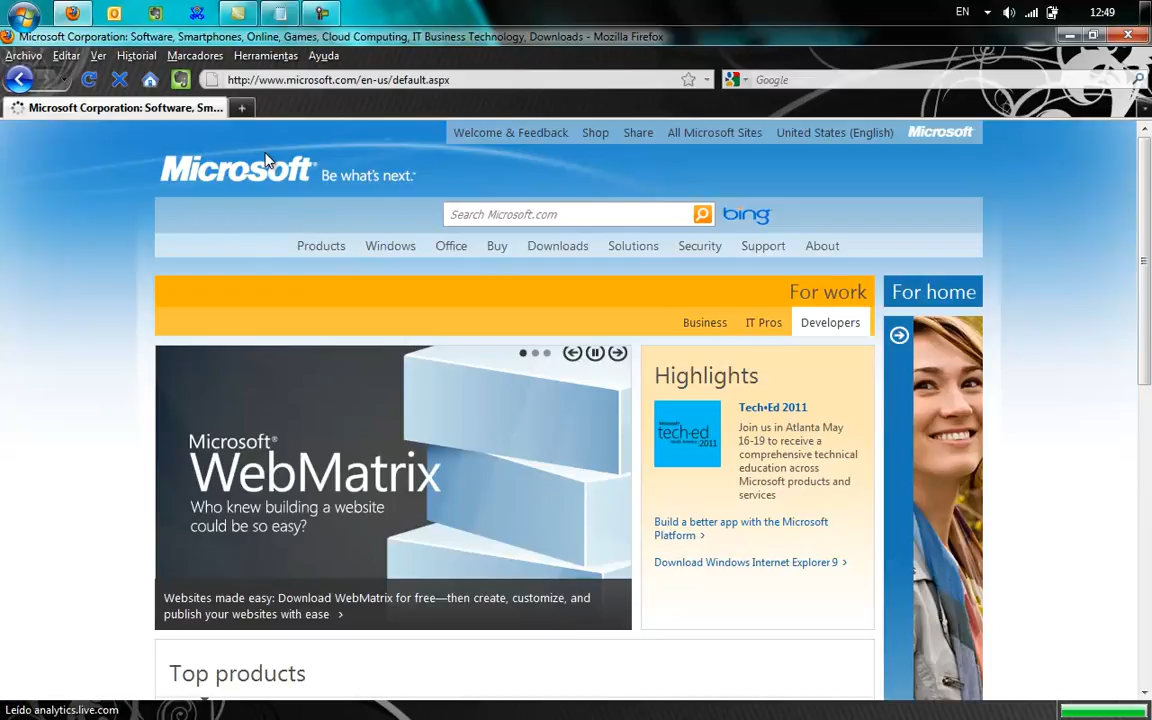 EN
12:49
Microsoft Corporation: Software, Smartphones, Online, Games, Cloud Computing, IT Business Technology, Downloads - Mozilla Firefox
Archivo Editar Ver Historial Marcadores Herramientas Ayuda
http://www.microsoft.com/en-us/default.aspx
Google
Microsoft Corporation: Software, Sm...
Welcome & Feedback Shop Share All Microsoft Sites United States (English) Microsoft
Microsoft® Be what's next.™
Search Microsoft.com
bing
Products Windows Office Buy Downloads Solutions Security Support About
For work
For home
Business IT Pros Developers
Microsoft®
WebMatrix
Who knew building a website
could be so easy?
Websites made easy: Download WebMatrix for free—then create, customize, and
publish your websites with ease ›
Highlights
Microsoft
tech·ed
2011
Tech•Ed 2011
Join us in Atlanta May
16-19 to receive a
comprehensive technical
education across
Microsoft products and
services
Build a better app with the Microsoft
Platform ›
Download Windows Internet Explorer 9 ›
Top products
Leído analytics.live.com